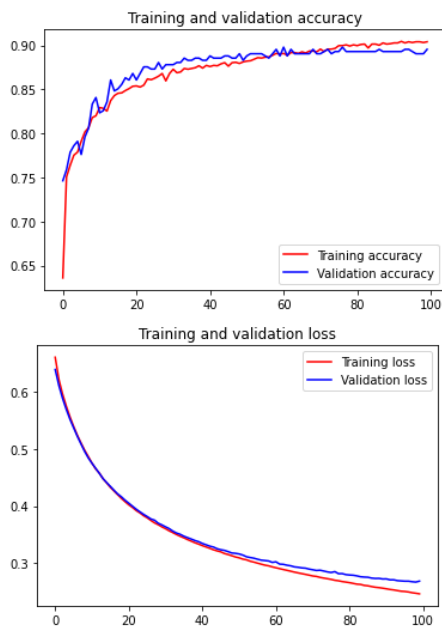 Training and validation accuracy
0.90
0.85
0.80
0.75
0.70
0.65
Training accuracy
Validation accuracy
0 20 40 60 80 100
Training and validation loss
Training loss
Validation loss
0.6
0.5
0.4
0.3
0 20 40 60 80 100